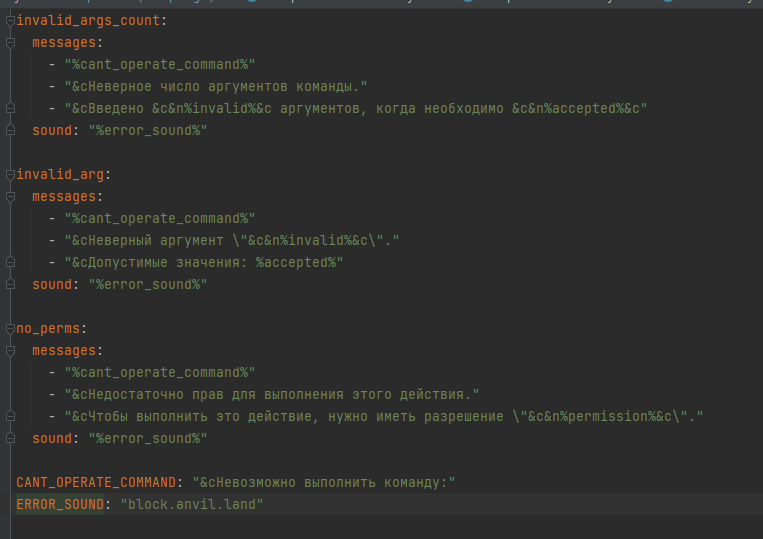 invalid_args_count:
  messages:
    - "%cant_operate_command%"
    - "&cНеверное число аргументов команды."
    - "&cВведено &c&n%invalid%&c аргументов, когда необходимо &c&n%accepted%&c"
  sound: "%error_sound%"

invalid_arg:
  messages:
    - "%cant_operate_command%"
    - "&cНеверный аргумент \"&c&n%invalid%&c\"."
    - "&cДопустимые значения: %accepted%"
  sound: "%error_sound%"

no_perms:
  messages:
    - "%cant_operate_command%"
    - "&cНедостаточно прав для выполнения этого действия."
    - "&cЧтобы выполнить это действие, нужно иметь разрешение \"&c&n%permission%&c\"."
  sound: "%error_sound%"

CANT_OPERATE_COMMAND: "&cНевозможно выполнить команду:"
ERROR_SOUND: "block.anvil.land"